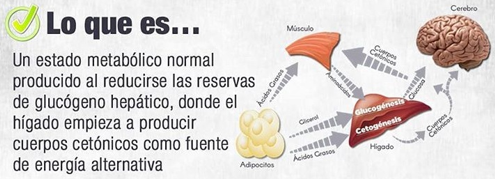 Lo que es...
Un estado metabólico normal
producido al reducirse las reservas
de glucógeno hepático, donde el
hígado empieza a producir
cuerpos cetónicos como fuente
de energía alternativa
Cerebro
Músculo
Cuerpos
Cetónicos
Ácidos Grasos
Aminoácidos
Glucosa
Glicerol
Glucogénesis
Cetogénesis
Cuerpos
Cetónicos
Ácidos Grasos
Hígado
Adipocitos